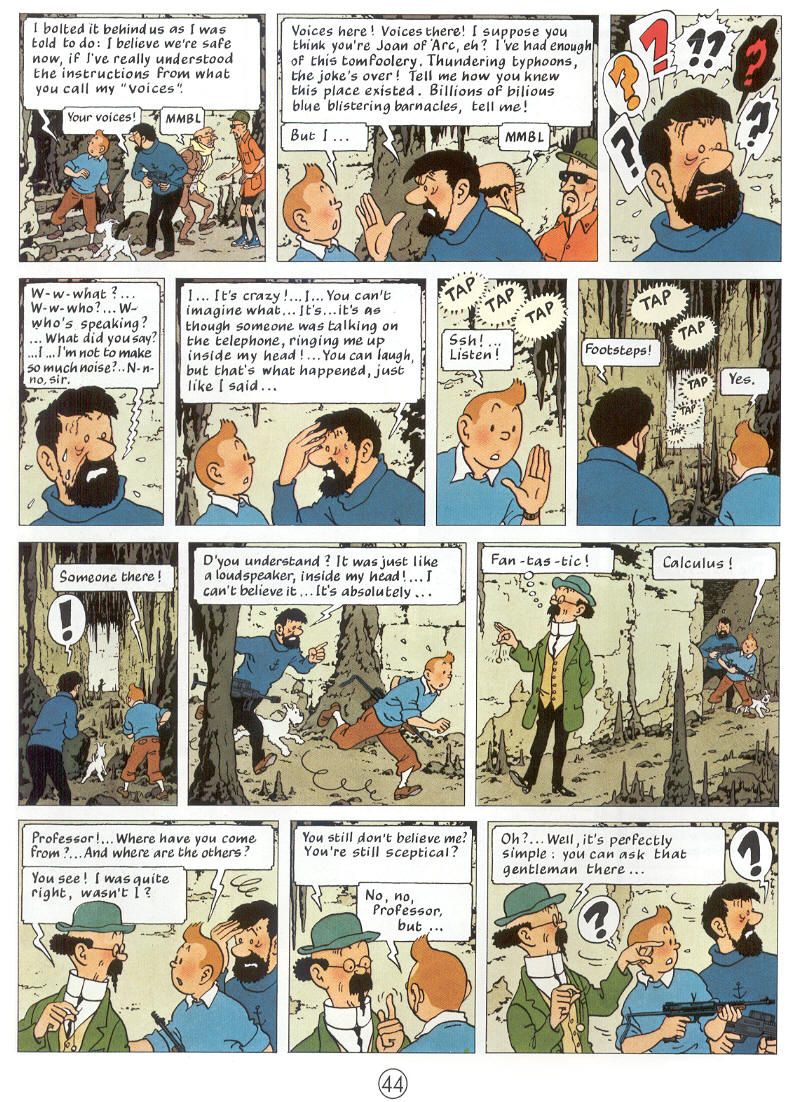 I bolted it behind us as I was
told to do: I believe we're safe
now, if I've really understood
the instructions from what
you call my "voices".
Your voices!
MMBL
Voices here! Voices there! I suppose you
think you're Joan of Arc, eh? I've had enough
of this tomfoolery. Thundering typhoons,
the joke's over! Tell me how you knew
this place existed. Billions of bilious
blue blistering barnacles, tell me!
But I ...
MMBL
?
?
!
??
?
?
W-w-what?...
W-w-who?... W-
who's speaking?
... What did you say?
...I... I'm not to make
so much noise?.. N-n-
no, sir.
I... It's crazy!...I...You can't
imagine what...It's...it's as
though someone was talking on
the telephone, ringing me up
inside my head!...You can laugh,
but that's what happened, just
like I said...
TAP
TAP
TAP
Ssh!...
Listen!
TAP
TAP
TAP
TAP
TAP
Footsteps!
Yes.
Someone there!
!
D'you understand? It was just like
a loudspeaker, inside my head!...I
can't believe it...It's absolutely...
Fan-tas-tic!
Calculus!
Professor!...Where have you come
from?...And where are the others?
You see! I was quite
right, wasn't I?
You still don't believe me?
You're still sceptical?
No, no,
Professor,
but ...
Oh?... Well, it's perfectly
simple: you can ask that
gentleman there ...
?
?
44